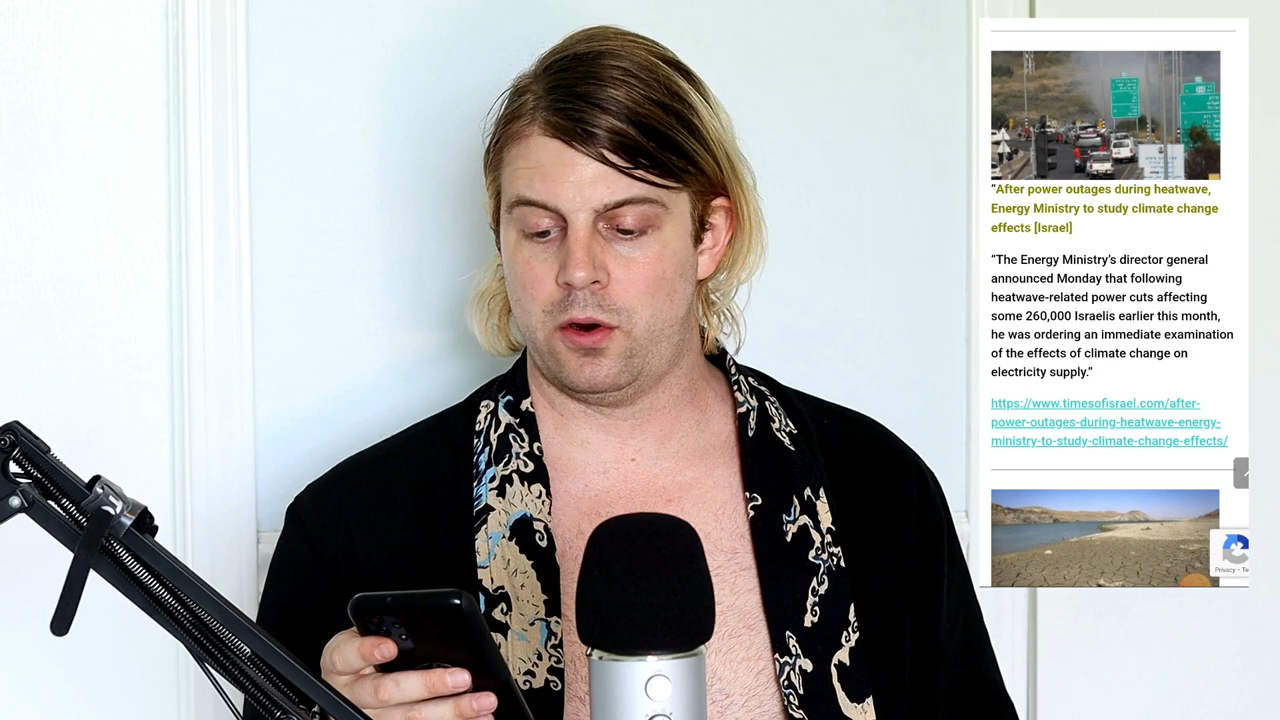 “After power outages during heatwave,
Energy Ministry to study climate change
effects [Israel]
“The Energy Ministry’s director general
announced Monday that following
heatwave-related power cuts affecting
some 260,000 Israelis earlier this month,
he was ordering an immediate examination
of the effects of climate change on
electricity supply.”
https://www.timesofisrael.com/after-
power-outages-during-heatwave-energy-
ministry-to-study-climate-change-effects/
Privacy - Te